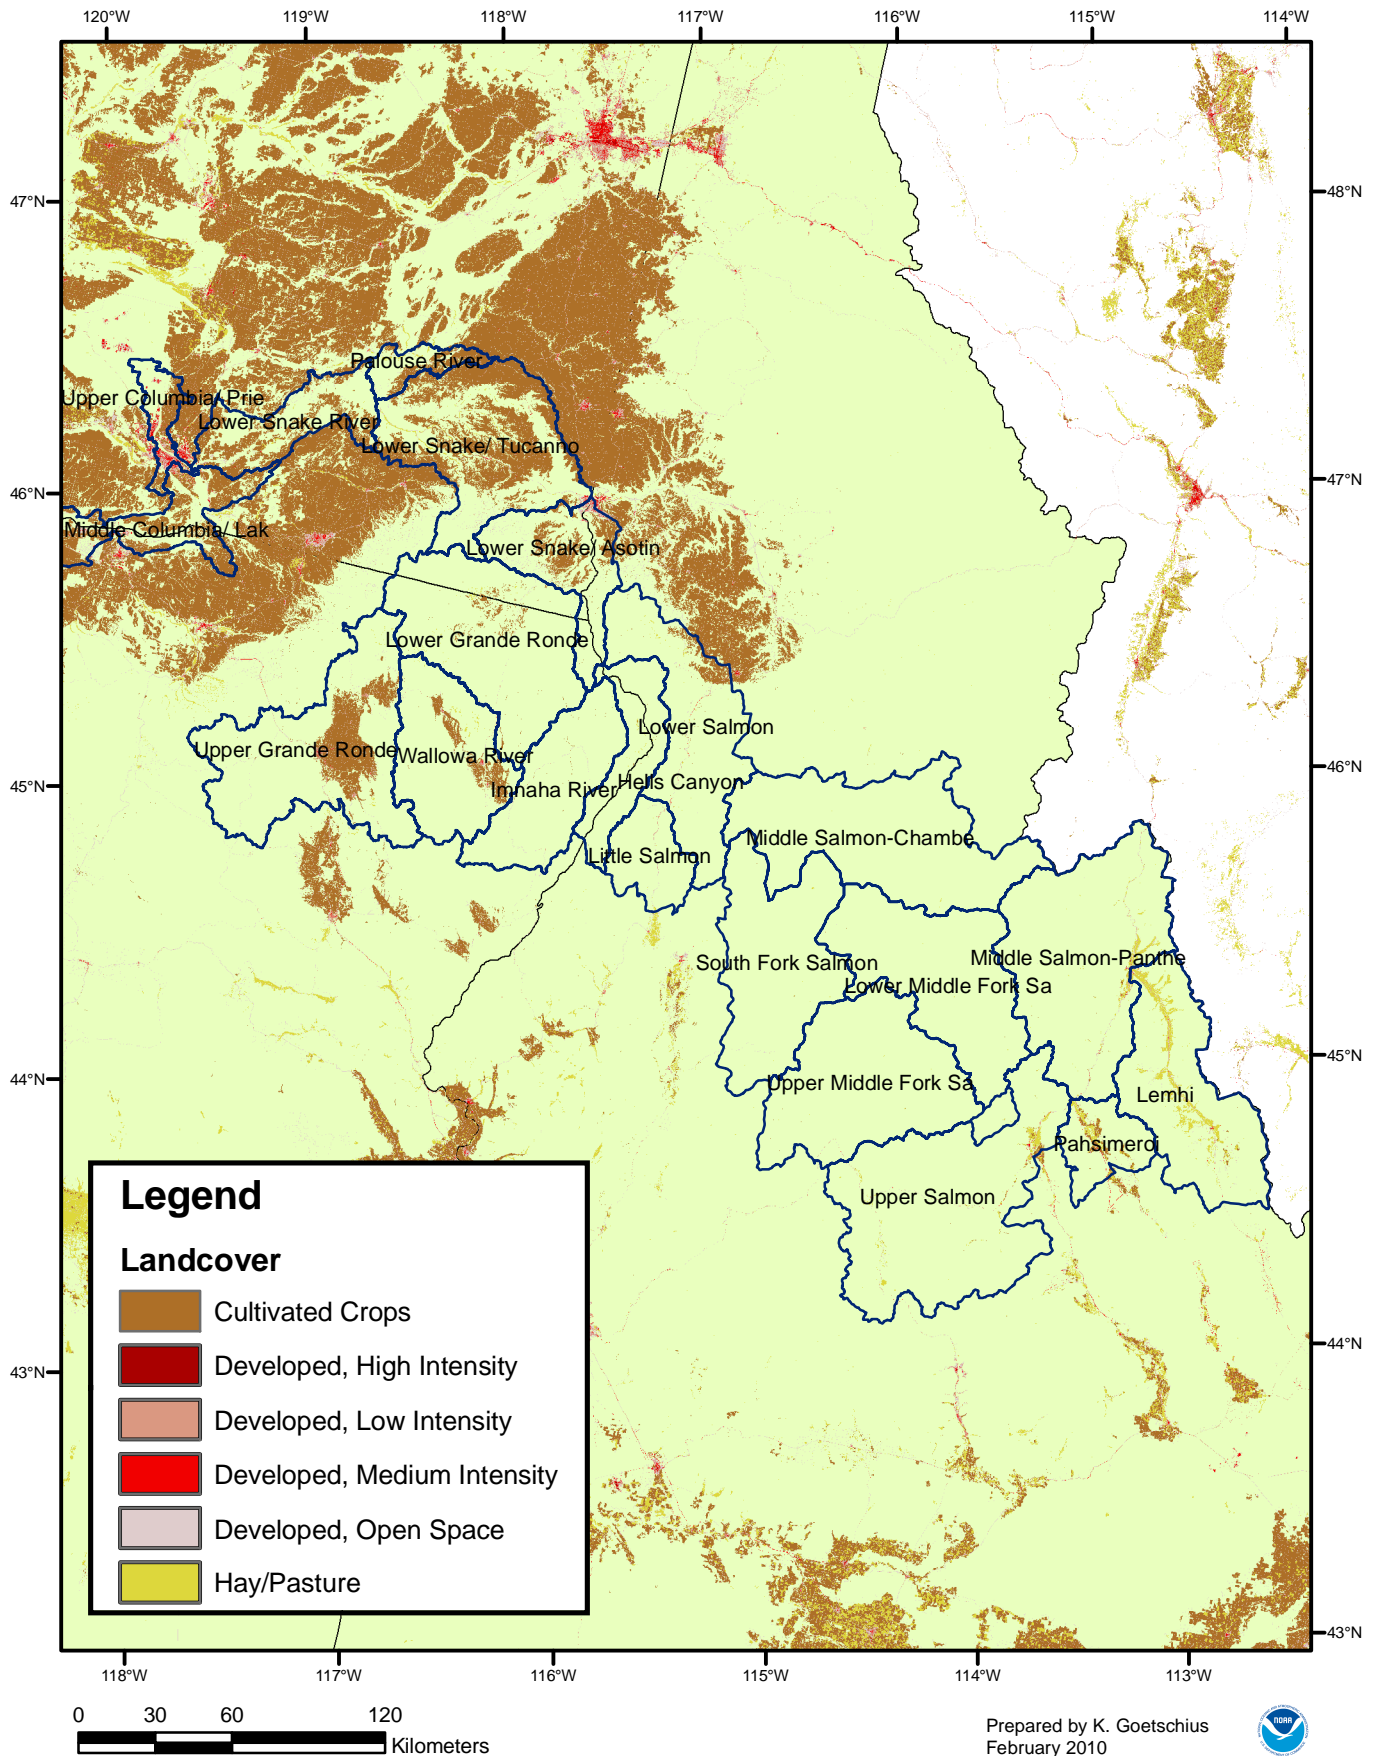 120°W 119°W 118°W 117°W 116°W 115°W 114°W
47°N
48°N
Palouse River
Upper Columbia/ Prie
Lower Snake River
Lower Snake/ Tucanno
46°N
47°N
Middle Columbia/ Lak
Lower Snake/ Asotin
Lower Grande Ronde
Lower Salmon
Upper Grande Ronde
Wallowa River
46°N
45°N
Imnaha River
Hells Canyon
Middle Salmon-Chambe
Little Salmon
South Fork Salmon
Middle Salmon-Panthe
Lower Middle Fork Sa
45°N
44°N
Upper Middle Fork Sa
Lemhi
Pahsimeroi
Upper Salmon
Legend
Landcover
Cultivated Crops
Developed, High Intensity
Developed, Low Intensity
Developed, Medium Intensity
Developed, Open Space
Hay/Pasture
44°N
43°N
43°N
118°W 117°W 116°W 115°W 114°W 113°W
0 30 60 120
Kilometers
Prepared by K. Goetschius
February 2010
NOAA